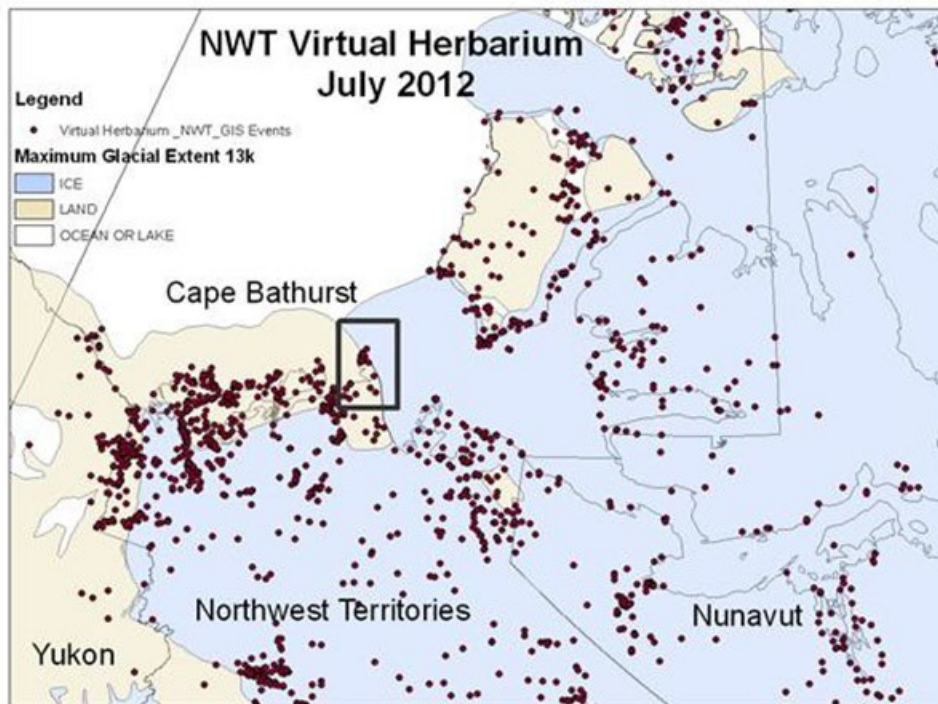 NWT Virtual Herbarium
July 2012
Legend
Virtual Herbarium _NWT_GIS Events
Maximum Glacial Extent 13k
ICE
LAND
OCEAN OR LAKE
Cape Bathurst
Northwest Territories
Nunavut
Yukon